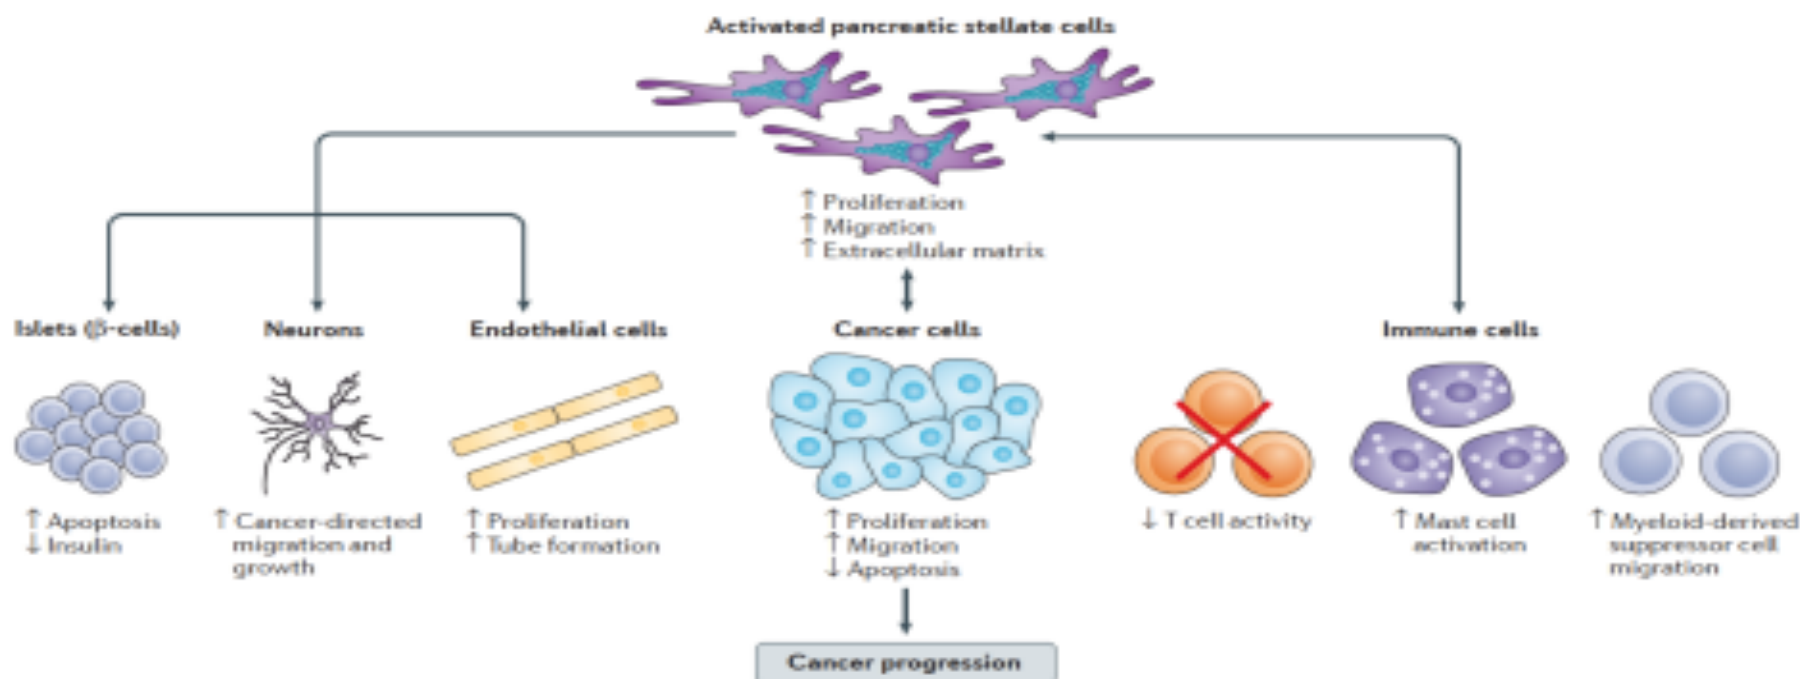 Activated pancreatic stellate cells
↑ Proliferation
↑ Migration
↑ Extracellular matrix
Islets (β-cells)
Neurons
Endothelial cells
Cancer cells
Immune cells
↑ Apoptosis
↓ Insulin
↑ Cancer-directed
migration and
growth
↑ Proliferation
↑ Tube formation
↑ Proliferation
↑ Migration
↓ Apoptosis
↓ T cell activity
↑ Mast cell
activation
↑ Myeloid-derived
suppressor cell
migration
Cancer progression